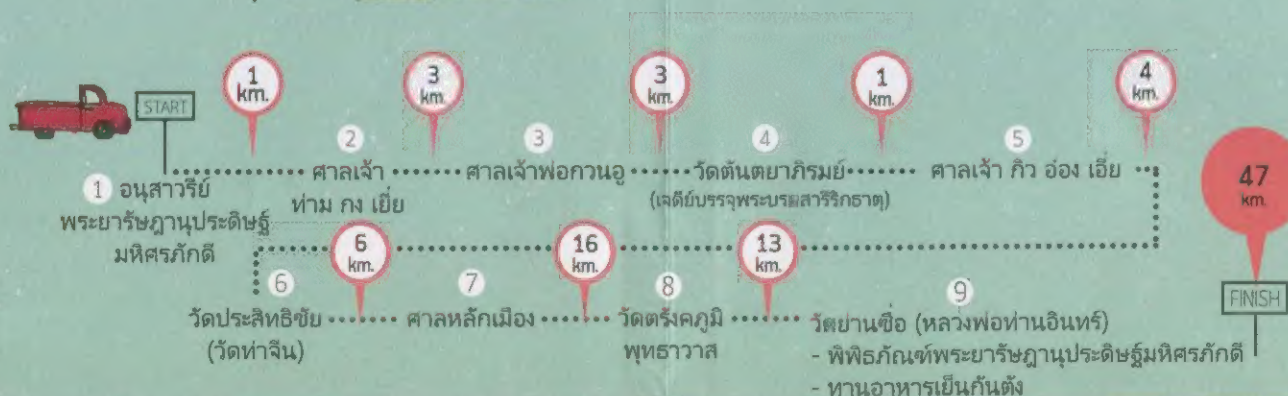 1 km.
3 km.
3 km.
1 km.
4 km.
START
2
3
4
5
ศาลเจ้า
ศาลเจ้าพ่อกวนอู
วัดตันตยาภิรมย์
ศาลเจ้า กิว อ่อง เอี่ย
1 อนุสาวรีย์
พระยารัษฎานุประดิษฐ์
มหิศรภักดี
ท่าม กง เยี่ย
(เจดีย์บรรจุพระบรมสารีริกธาตุ)
47 km.
6 km.
16 km.
13 km.
6
7
8
9
FINISH
วัดประสิทธิชัย
(วัดท่าจีน)
ศาลหลักเมือง
วัดตรังคภูมิ
พุทธาวาส
วัดย่านซื่อ (หลวงพ่อท่านอินทร์)
- พิพิธภัณฑ์พระยารัษฎานุประดิษฐ์มหิศรภักดี
- ทานอาหารเย็นกันตัง